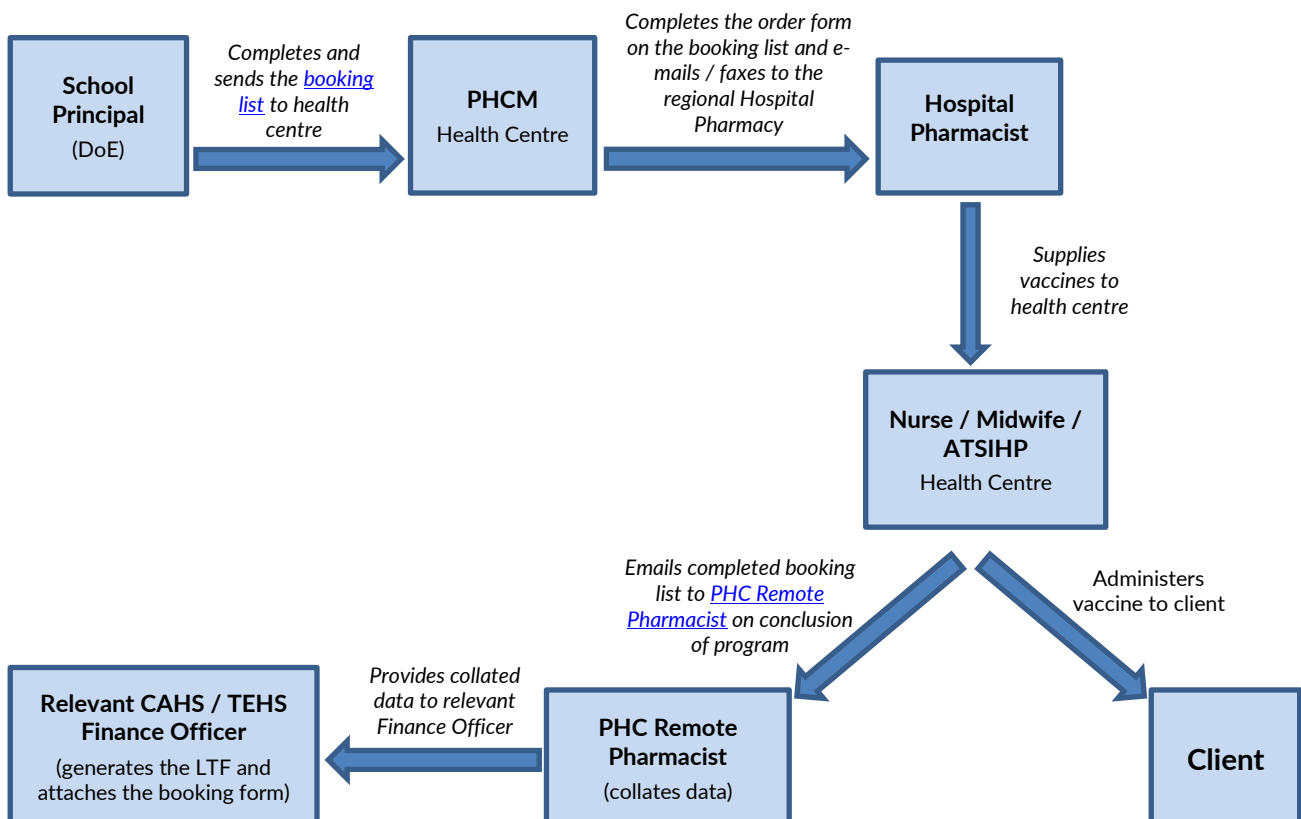 School
Principal
(DoE)
Completes and
sends the booking
list to health
centre
PHCM
Health Centre
Completes the order form
on the booking list and e-
mails / faxes to the
regional Hospital
Pharmacy
Hospital
Pharmacist
Supplies
vaccines to
health centre
Nurse / Midwife /
ATSIHP
Health Centre
Emails completed booking
list to PHC Remote
Pharmacist on conclusion
of program
Administers
vaccine to client
Relevant CAHS / TEHS
Finance Officer
(generates the LTF and
attaches the booking form)
Provides collated
data to relevant
Finance Officer
PHC Remote
Pharmacist
(collates data)
Client